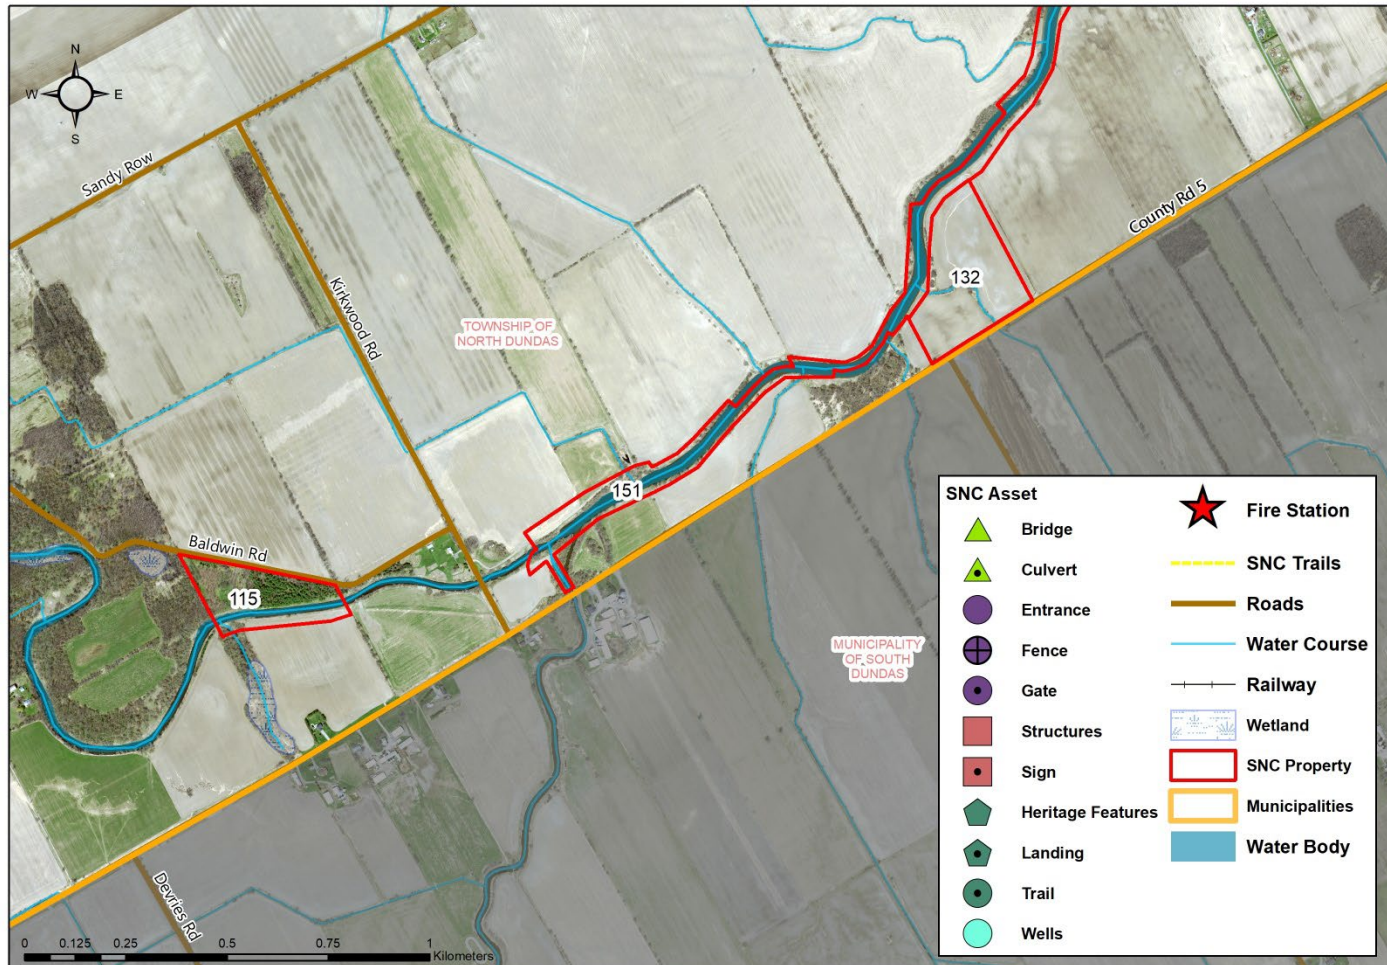 N
W E
S
Sandy Row
Kirkwood Rd
County Rd 5
132
TOWNSHIP OF
NORTH DUNDAS
151
Baldwin Rd
115
MUNICIPALITY
OF SOUTH
DUNDAS
Devries Rd
0 0.125 0.25 0.5 0.75 1
Kilometers
SNC Asset
Bridge
Culvert
Entrance
Fence
Gate
Structures
Sign
Heritage Features
Landing
Trail
Wells
Fire Station
SNC Trails
Roads
Water Course
Railway
Wetland
SNC Property
Municipalities
Water Body